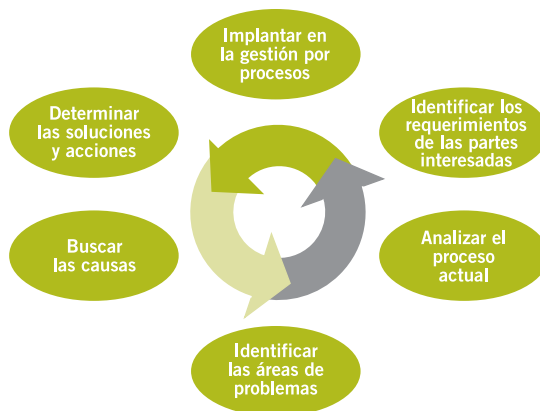 Implantar en
la gestión por
procesos
Identificar los
requerimientos
de las partes
interesadas
Analizar el
proceso
actual
Identificar
las áreas de
problemas
Buscar
las causas
Determinar
las soluciones
y acciones